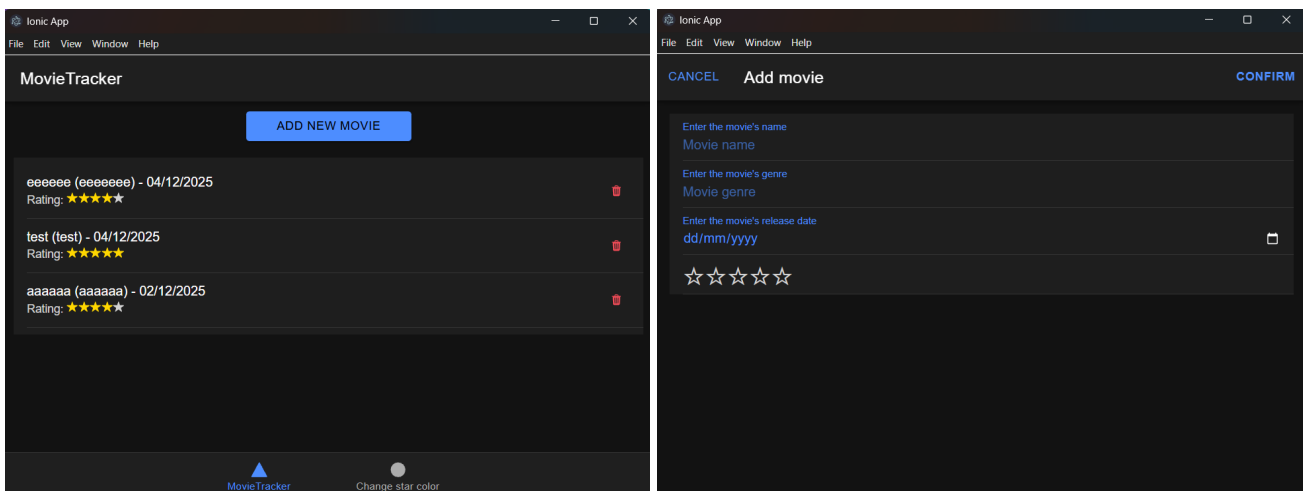 Ionic App
File Edit View Window Help
MovieTracker
ADD NEW MOVIE
eeeeee (eeeeeee) - 04/12/2025
Rating: ★★★★★
test (test) - 04/12/2025
Rating: ★★★★★
aaaaaa (aaaaaa) - 02/12/2025
Rating: ★★★★★
MovieTracker Change star color
Ionic App
File Edit View Window Help
CANCEL Add movie CONFIRM
Enter the movie's name
Movie name
Enter the movie's genre
Movie genre
Enter the movie's release date
dd/mm/yyyy
☆☆☆☆☆